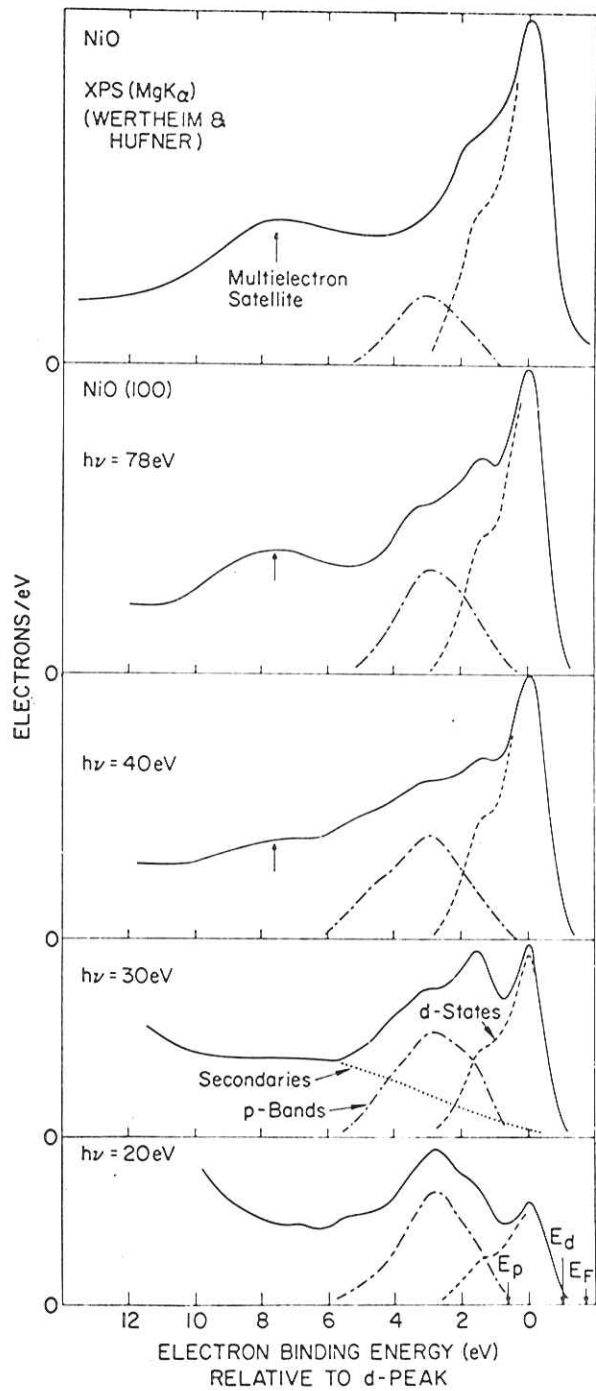 NiO
XPS (MgKα)
(WERTHEIM &
HUFNER)
Multielectron
Satellite
0
NiO (100)
hν = 78eV
0
hν = 40eV
0
hν = 30eV
d-States
Secondaries
p-Bands
0
hν = 20eV
Ep
Ed
EF
0
12 10 8 6 4 2 0
ELECTRONS/eV
ELECTRON BINDING ENERGY (eV)
RELATIVE TO d-PEAK